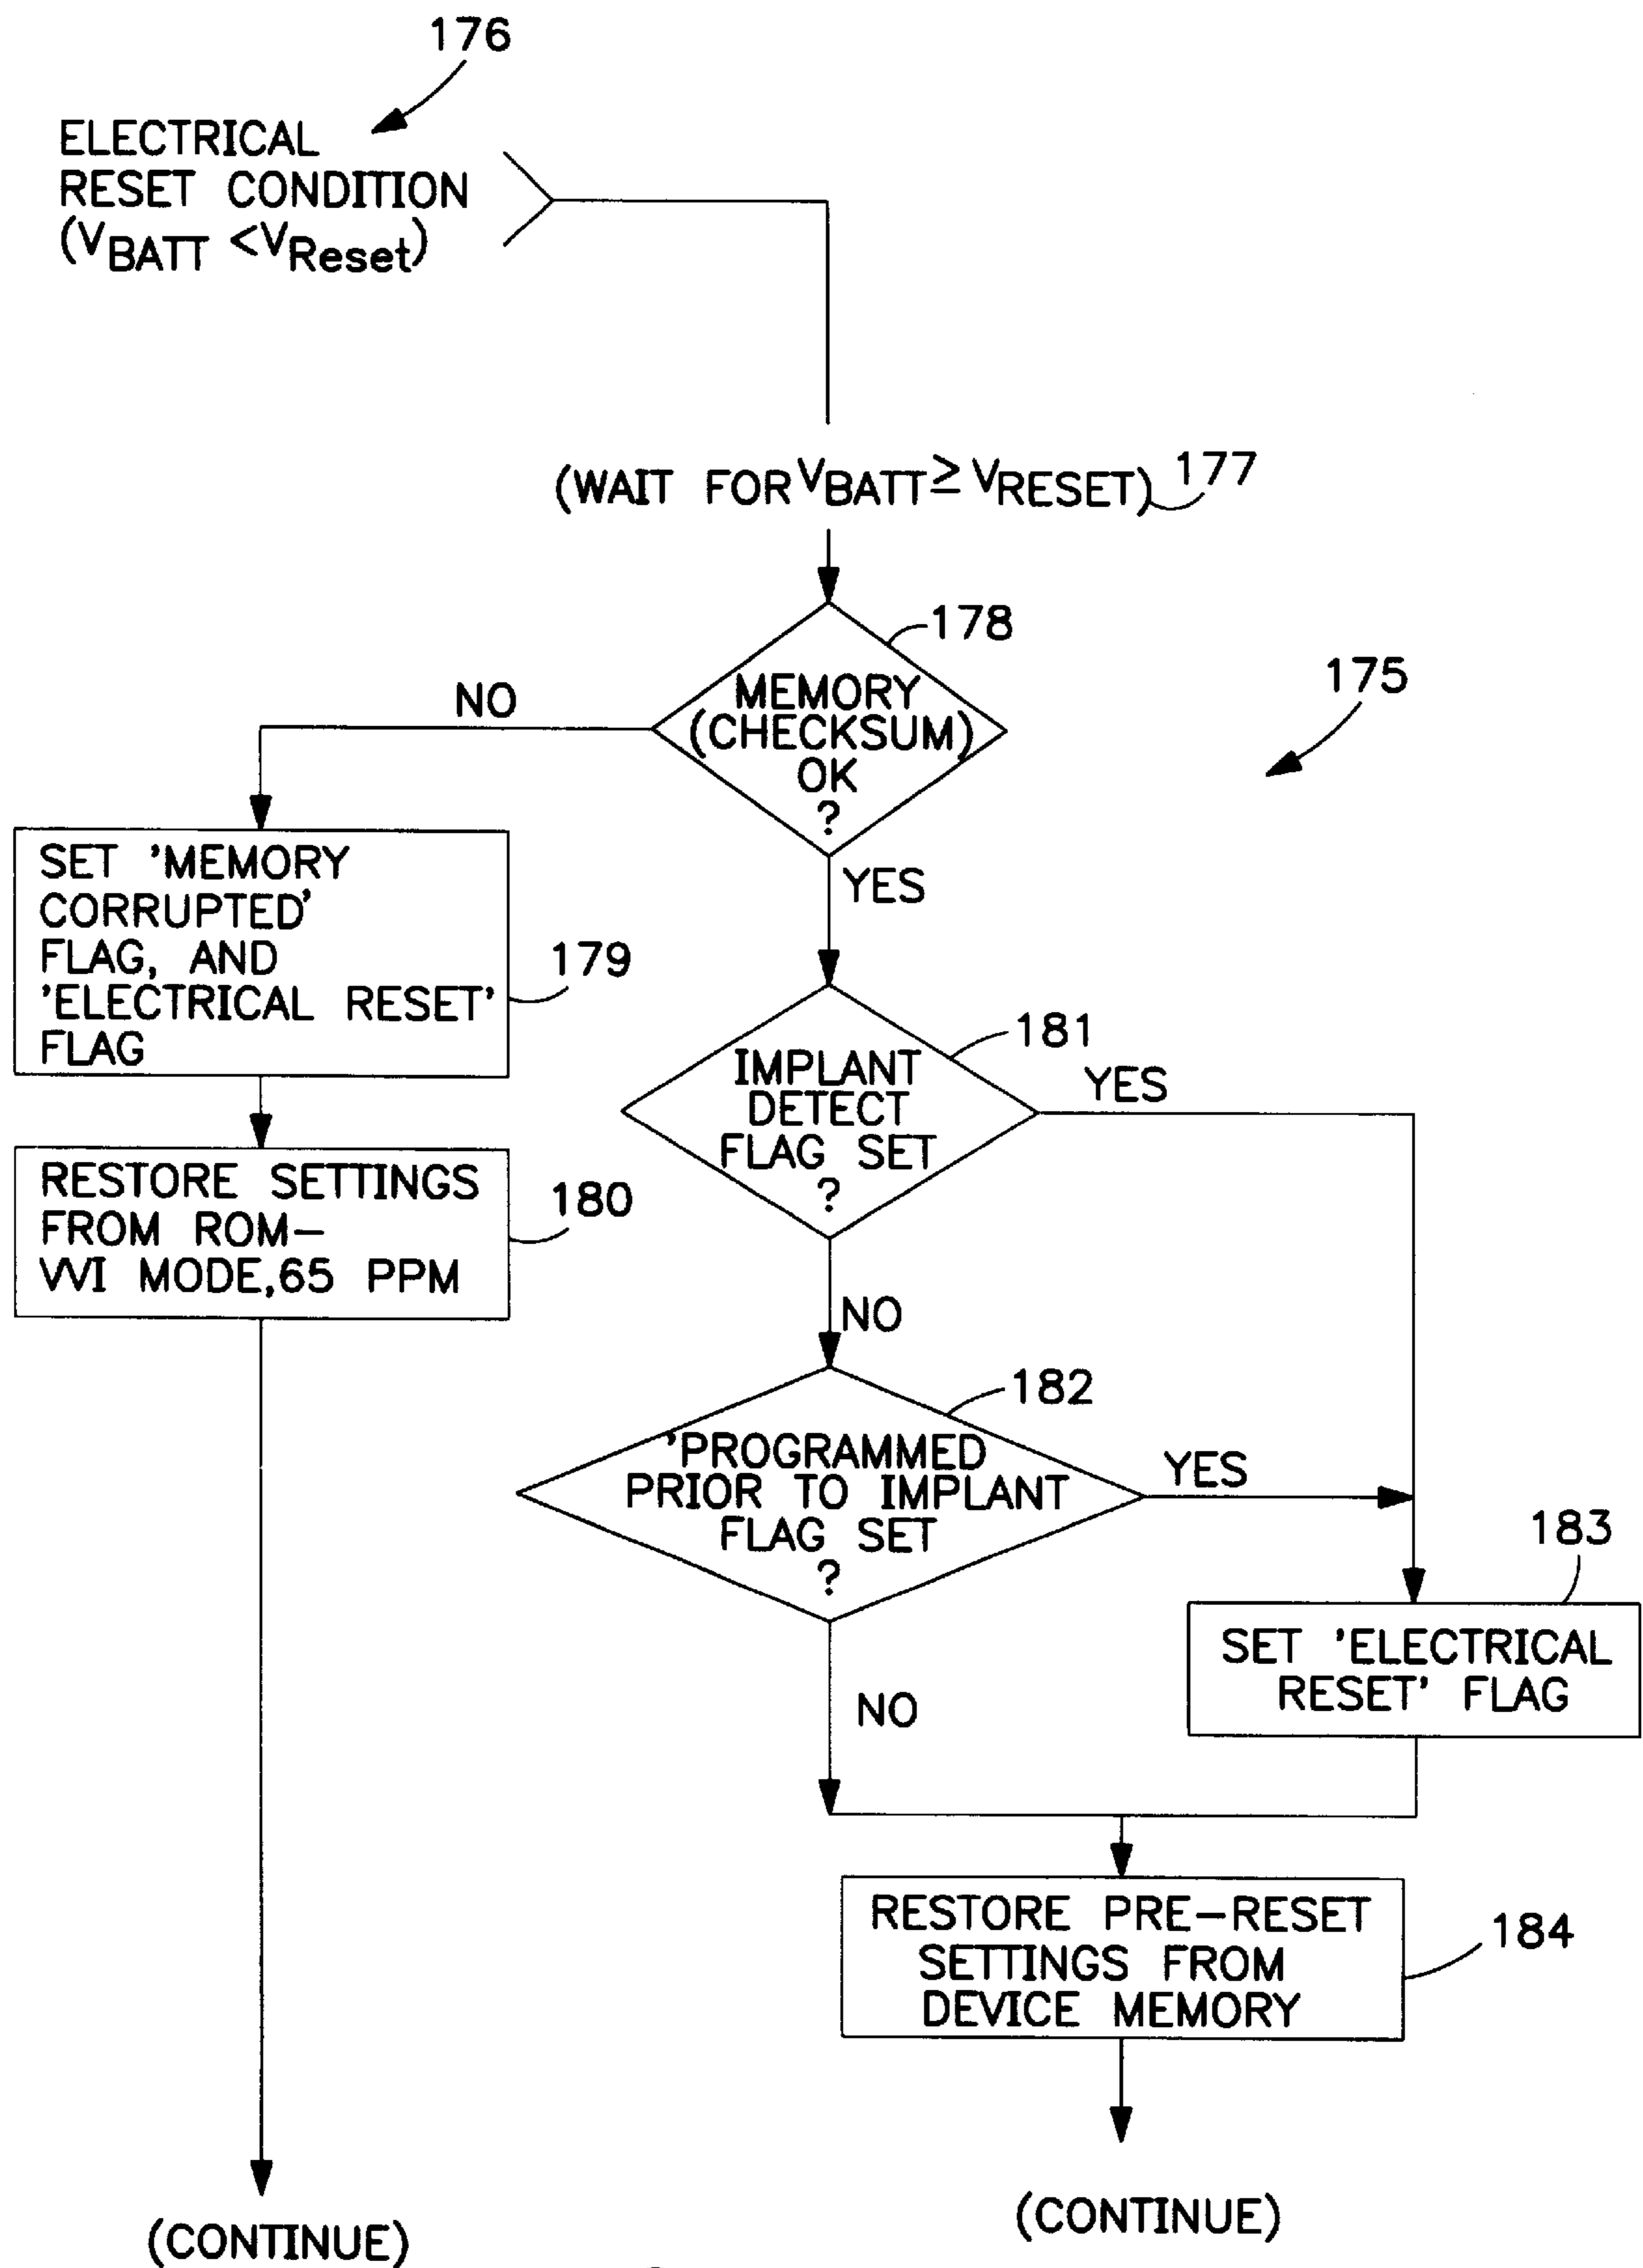 176
ELECTRICAL
RESET CONDITION
(VBATT <VReset)
(WAIT FOR VBATT ≥ VRESET) 177
178
175
NO
MEMORY
(CHECKSUM)
OK
?
YES
SET 'MEMORY
CORRUPTED'
FLAG, AND
'ELECTRICAL RESET'
FLAG
179
181
IMPLANT
DETECT
FLAG SET
?
YES
RESTORE SETTINGS
FROM ROM-
VVI MODE,65 PPM
180
NO
182
'PROGRAMMED
PRIOR TO IMPLANT
FLAG SET
?
YES
183
SET 'ELECTRICAL
RESET' FLAG
NO
RESTORE PRE-RESET
SETTINGS FROM
DEVICE MEMORY
184
(CONTINUE)
(CONTINUE)